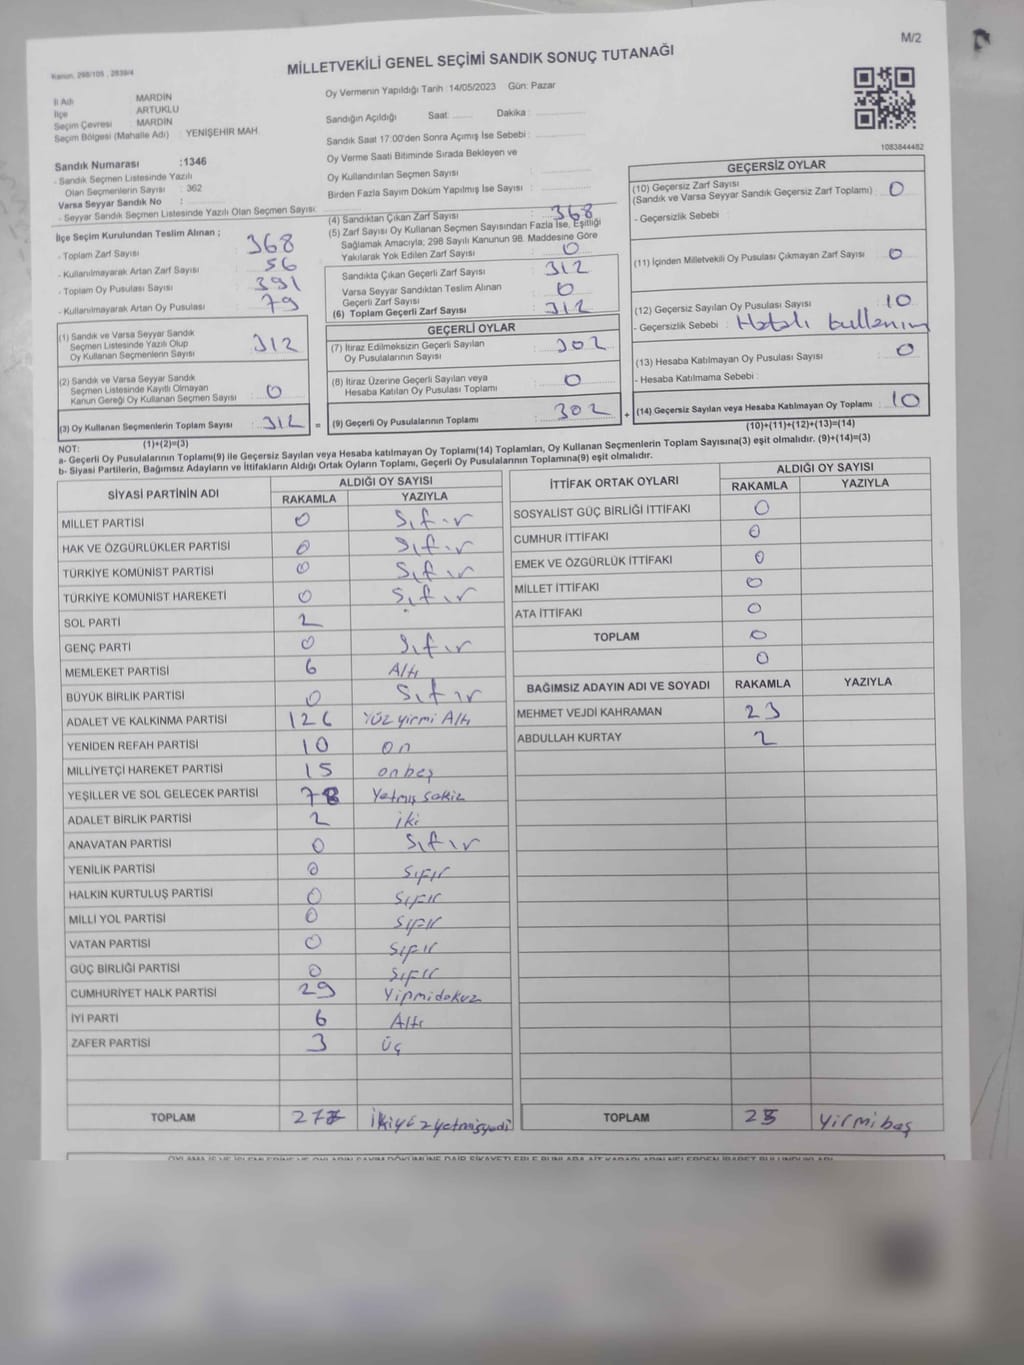 M/2
Kanun. 298/105 , 2839/4
MİLLETVEKİLİ GENEL SEÇİMİ SANDIK SONUÇ TUTANAĞI
İl Adı : MARDİN
İlçe : ARTUKLU
Seçim Çevresi : MARDİN
Seçim Bölgesi (Mahalle Adı) : YENİŞEHİR MAH.
Oy Vermenin Yapıldığı Tarih : 14/05/2023 Gün: Pazar
Sandığın Açıldığı Saat: Dakika :
Sandık Saat 17:00'den Sonra Açımış İse Sebebi :
Oy Verme Saati Bitiminde Sırada Bekleyen ve
Oy Kullandırılan Seçmen Sayısı :
Birden Fazla Sayım Döküm Yapılmış İse Sayısı :
1083844482
Sandık Numarası :1346
- Sandık Seçmen Listesinde Yazılı
Olan Seçmenlerin Sayısı : 362
Varsa Seyyar Sandık No :
- Seyyar Sandık Seçmen Listesinde Yazılı Olan Seçmen Sayısı:
İlçe Seçim Kurulundan Teslim Alınan ;
- Toplam Zarf Sayısı : 368
- Kullanılmayarak Artan Zarf Sayısı : 56
- Toplam Oy Pusulası Sayısı : 391
- Kullanılmayarak Artan Oy Pusulası : 79
(1) Sandık ve Varsa Seyyar Sandık
Seçmen Listesinde Yazılı Olup
Oy Kullanan Seçmenlerin Sayısı : 312
(2) Sandık ve Varsa Seyyar Sandık
Seçmen Listesinde Kayıtlı Olmayan
Kanun Gereği Oy Kullanan Seçmen Sayısı : 0
(3) Oy Kullanan Seçmenlerin Toplam Sayısı : 312 =
(1)+(2)=(3)
(4) Sandıktan Çıkan Zarf Sayısı : 368
(5) Zarf Sayısı Oy Kullanan Seçmen Sayısından Fazla İse, Eşitliği
Sağlamak Amacıyla; 298 Sayılı Kanunun 98. Maddesine Göre
Yakılarak Yok Edilen Zarf Sayısı : 0
Sandıkta Çıkan Geçerli Zarf Sayısı : 312
Varsa Seyyar Sandıktan Teslim Alınan
Geçerli Zarf Sayısı : 0
(6) Toplam Geçerli Zarf Sayısı : 312
GEÇERLİ OYLAR
(7) İtiraz Edilmeksizin Geçerli Sayılan
Oy Pusulalarının Sayısı : 302
(8) İtiraz Üzerine Geçerli Sayılan veya
Hesaba Katılan Oy Pusulası Toplamı : 0
(9) Geçerli Oy Pusulalarının Toplamı : 302 +
GEÇERSİZ OYLAR
(10) Geçersiz Zarf Sayısı
(Sandık ve Varsa Seyyar Sandık Geçersiz Zarf Toplamı) : 0
- Geçersizlik Sebebi :
(11) İçinden Milletvekili Oy Pusulası Çıkmayan Zarf Sayısı : 0
(12) Geçersiz Sayılan Oy Pusulası Sayısı : 10
- Geçersizlik Sebebi : Hatalı kullanım
(13) Hesaba Katılmayan Oy Pusulası Sayısı : 0
- Hesaba Katılmama Sebebi :
(14) Geçersiz Sayılan veya Hesaba Katılmayan Oy Toplamı : 10
(10)+(11)+(12)+(13)=(14)
NOT:
a- Geçerli Oy Pusulalarının Toplamı(9) ile Geçersiz Sayılan veya Hesaba katılmayan Oy Toplamı(14) Toplamları, Oy Kullanan Seçmenlerin Toplam Sayısına(3) eşit olmalıdır. (9)+(14)=(3)
b- Siyasi Partilerin, Bağımsız Adayların ve İttifakların Aldığı Ortak Oyların Toplamı, Geçerli Oy Pusulalarının Toplamına(9) eşit olmalıdır.
SİYASİ PARTİNİN ADI ALDIĞI OY SAYISI
RAKAMLA YAZIYLA
MİLLET PARTİSİ 0 Sıfır
HAK VE ÖZGÜRLÜKLER PARTİSİ 0 Sıfır
TÜRKİYE KOMÜNİST PARTİSİ 0 Sıfır
TÜRKİYE KOMÜNİST HAREKETİ 0 Sıfır
SOL PARTİ 2
GENÇ PARTİ 0 Sıfır
MEMLEKET PARTİSİ 6 Altı
BÜYÜK BİRLİK PARTİSİ 0 Sıfır
ADALET VE KALKINMA PARTİSİ 126 Yüz yirmi Altı
YENİDEN REFAH PARTİSİ 10 on
MİLLİYETÇİ HAREKET PARTİSİ 15 onbeş
YEŞİLLER VE SOL GELECEK PARTİSİ 78 Yetmiş sekiz
ADALET BİRLİK PARTİSİ 2 iki
ANAVATAN PARTİSİ 0 Sıfır
YENİLİK PARTİSİ 0 Sıfır
HALKIN KURTULUŞ PARTİSİ 0 Sıfır
MİLLİ YOL PARTİSİ 0 Sıfır
VATAN PARTİSİ 0 Sıfır
GÜÇ BİRLİĞİ PARTİSİ 0 Sıfır
CUMHURİYET HALK PARTİSİ 29 Yirmidokuz
İYİ PARTİ 6 Altı
ZAFER PARTİSİ 3 üç
TOPLAM 277 İkiyüzyetmişyedi
İTTİFAK ORTAK OYLARI ALDIĞI OY SAYISI
RAKAMLA YAZIYLA
SOSYALİST GÜÇ BİRLİĞİ İTTİFAKI 0
CUMHUR İTTİFAKI 0
EMEK VE ÖZGÜRLÜK İTTİFAKI 0
MİLLET İTTİFAKI 0
ATA İTTİFAKI 0
TOPLAM 0
0
BAĞIMSIZ ADAYIN ADI VE SOYADI RAKAMLA YAZIYLA
MEHMET VEJDİ KAHRAMAN 23
ABDULLAH KURTAY 2
TOPLAM 25 Yirmibeş